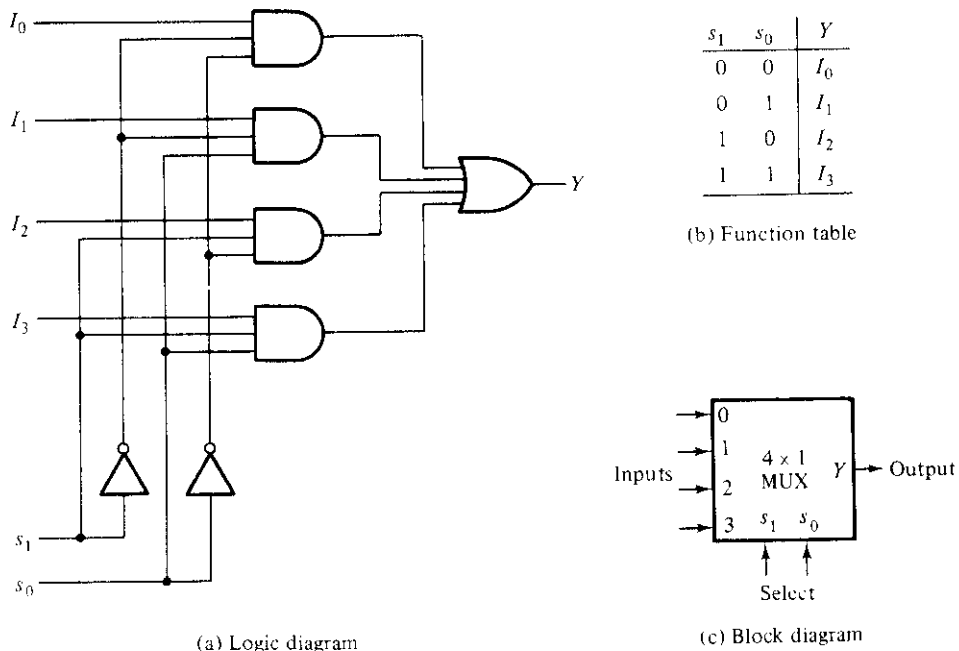 I0
I1
I2
I3
s1
s0
Y
(a) Logic diagram
s1 s0 Y
0 0 I0
0 1 I1
1 0 I2
1 1 I3
(b) Function table
Inputs
0
1
2
3
4 × 1
MUX
s1 s0
Y
Output
Select
(c) Block diagram